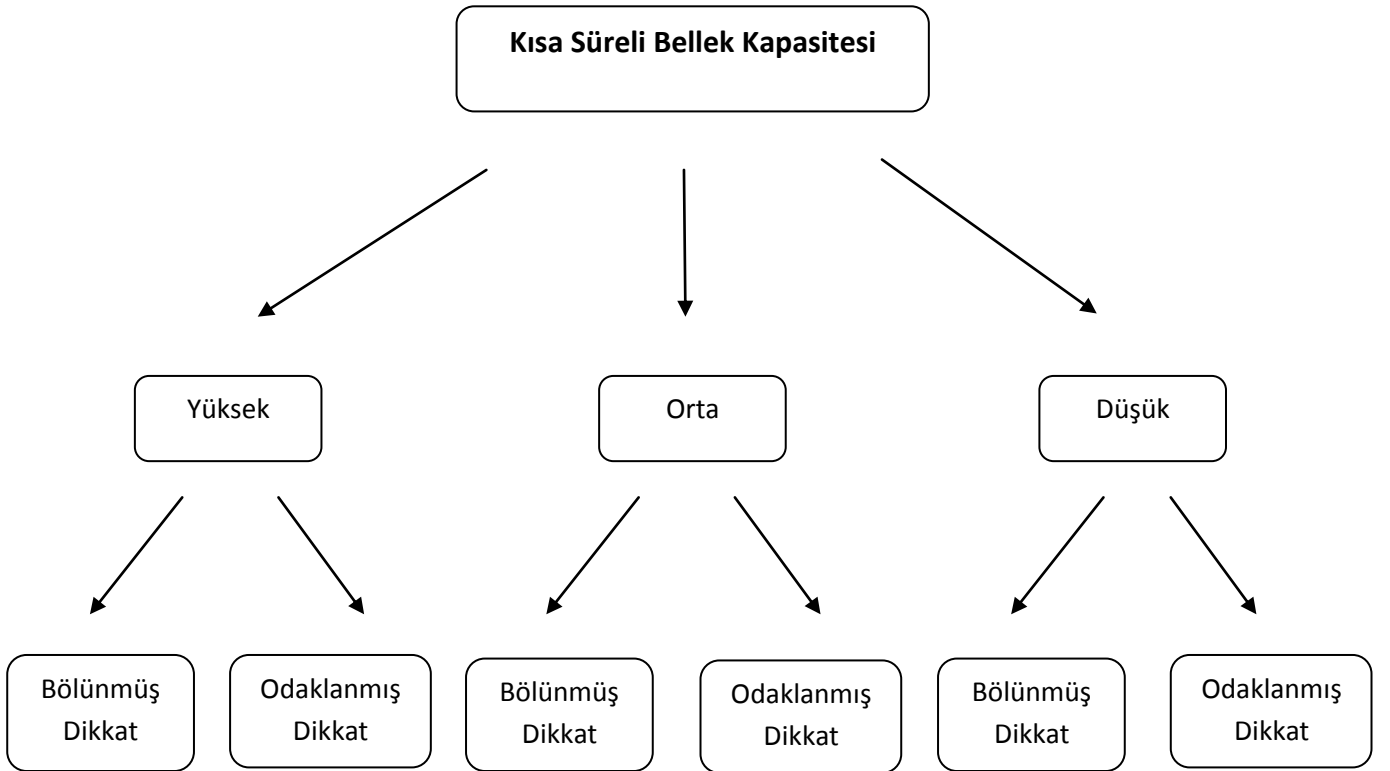 Kısa Süreli Bellek Kapasitesi
Yüksek
Orta
Düşük
Bölünmüş
Dikkat
Odaklanmış
Dikkat
Bölünmüş
Dikkat
Odaklanmış
Dikkat
Bölünmüş
Dikkat
Odaklanmış
Dikkat